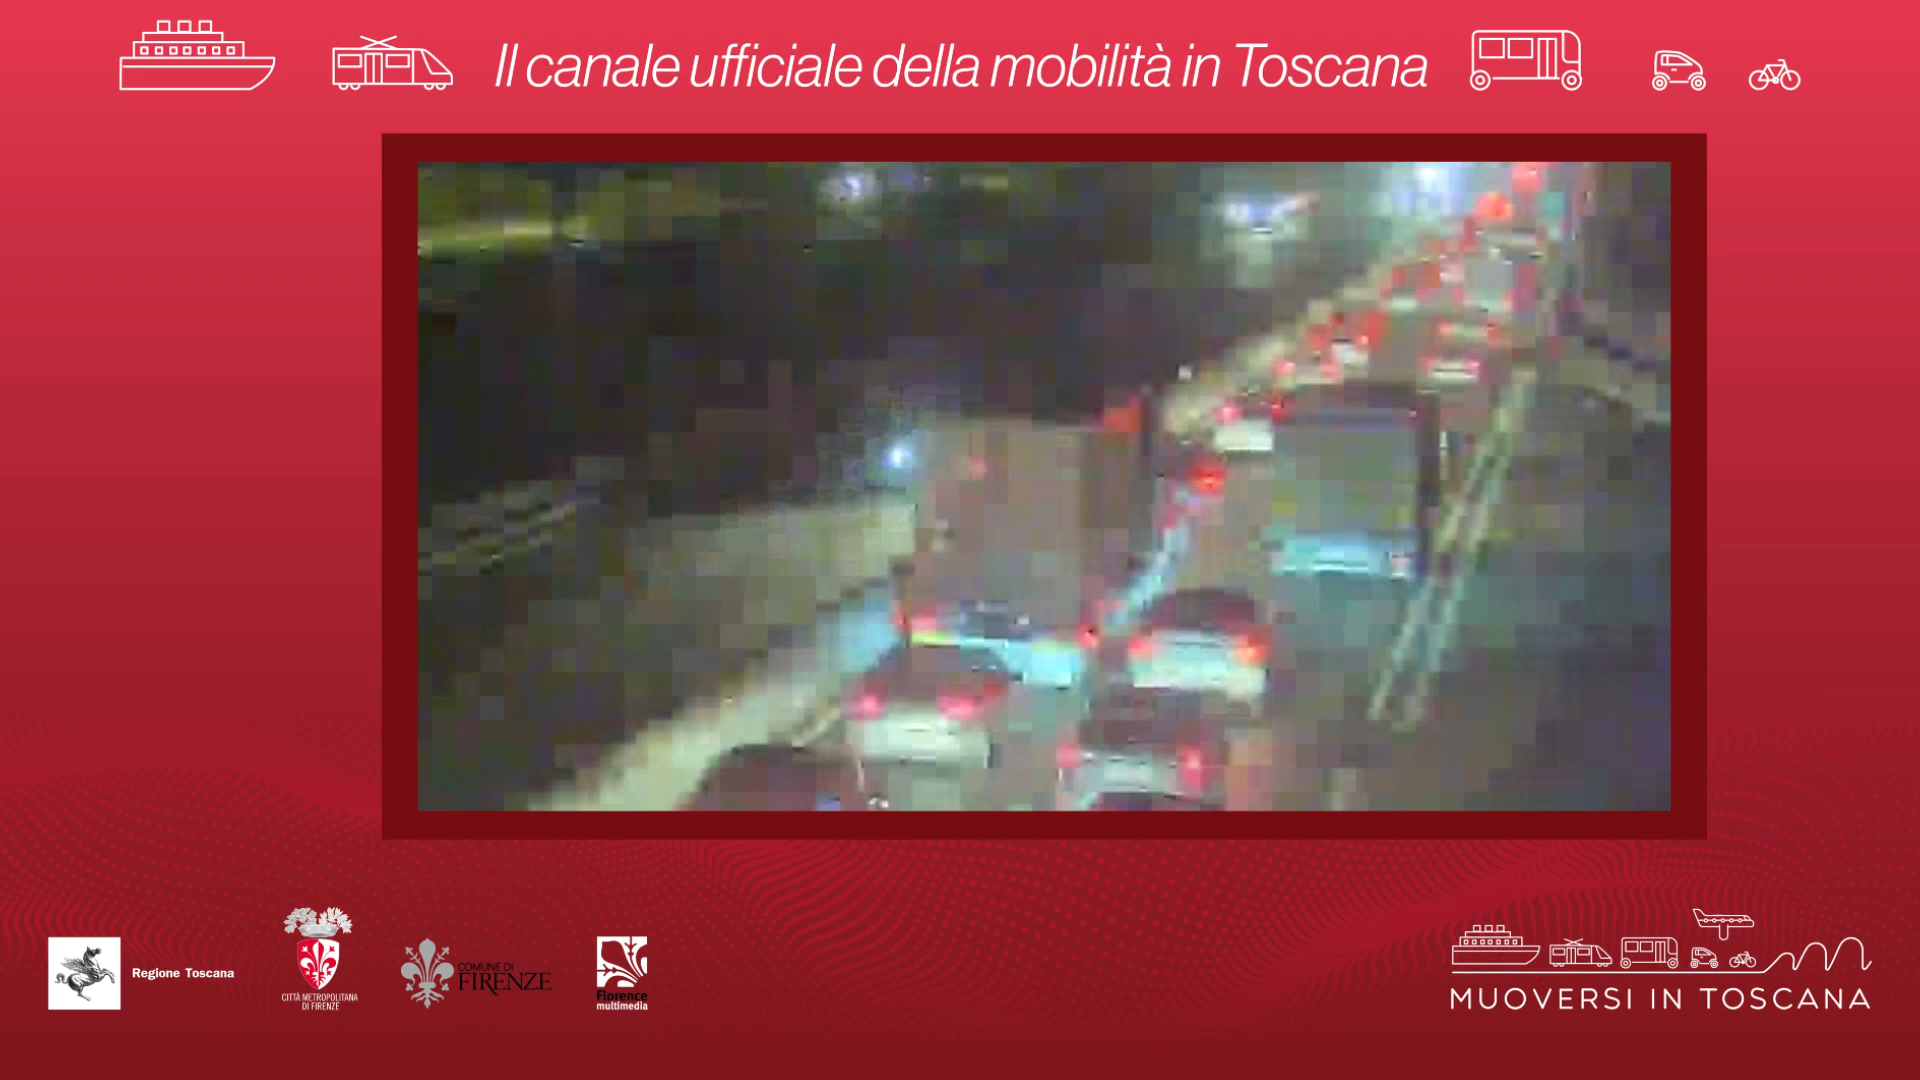 Il canale ufficiale della mobilità in Toscana
Regione Toscana
CITTÀ METROPOLITANA
DI FIRENZE
COMUNE DI
FIRENZE
Florence
multimedia
MUOVERSI IN TOSCANA